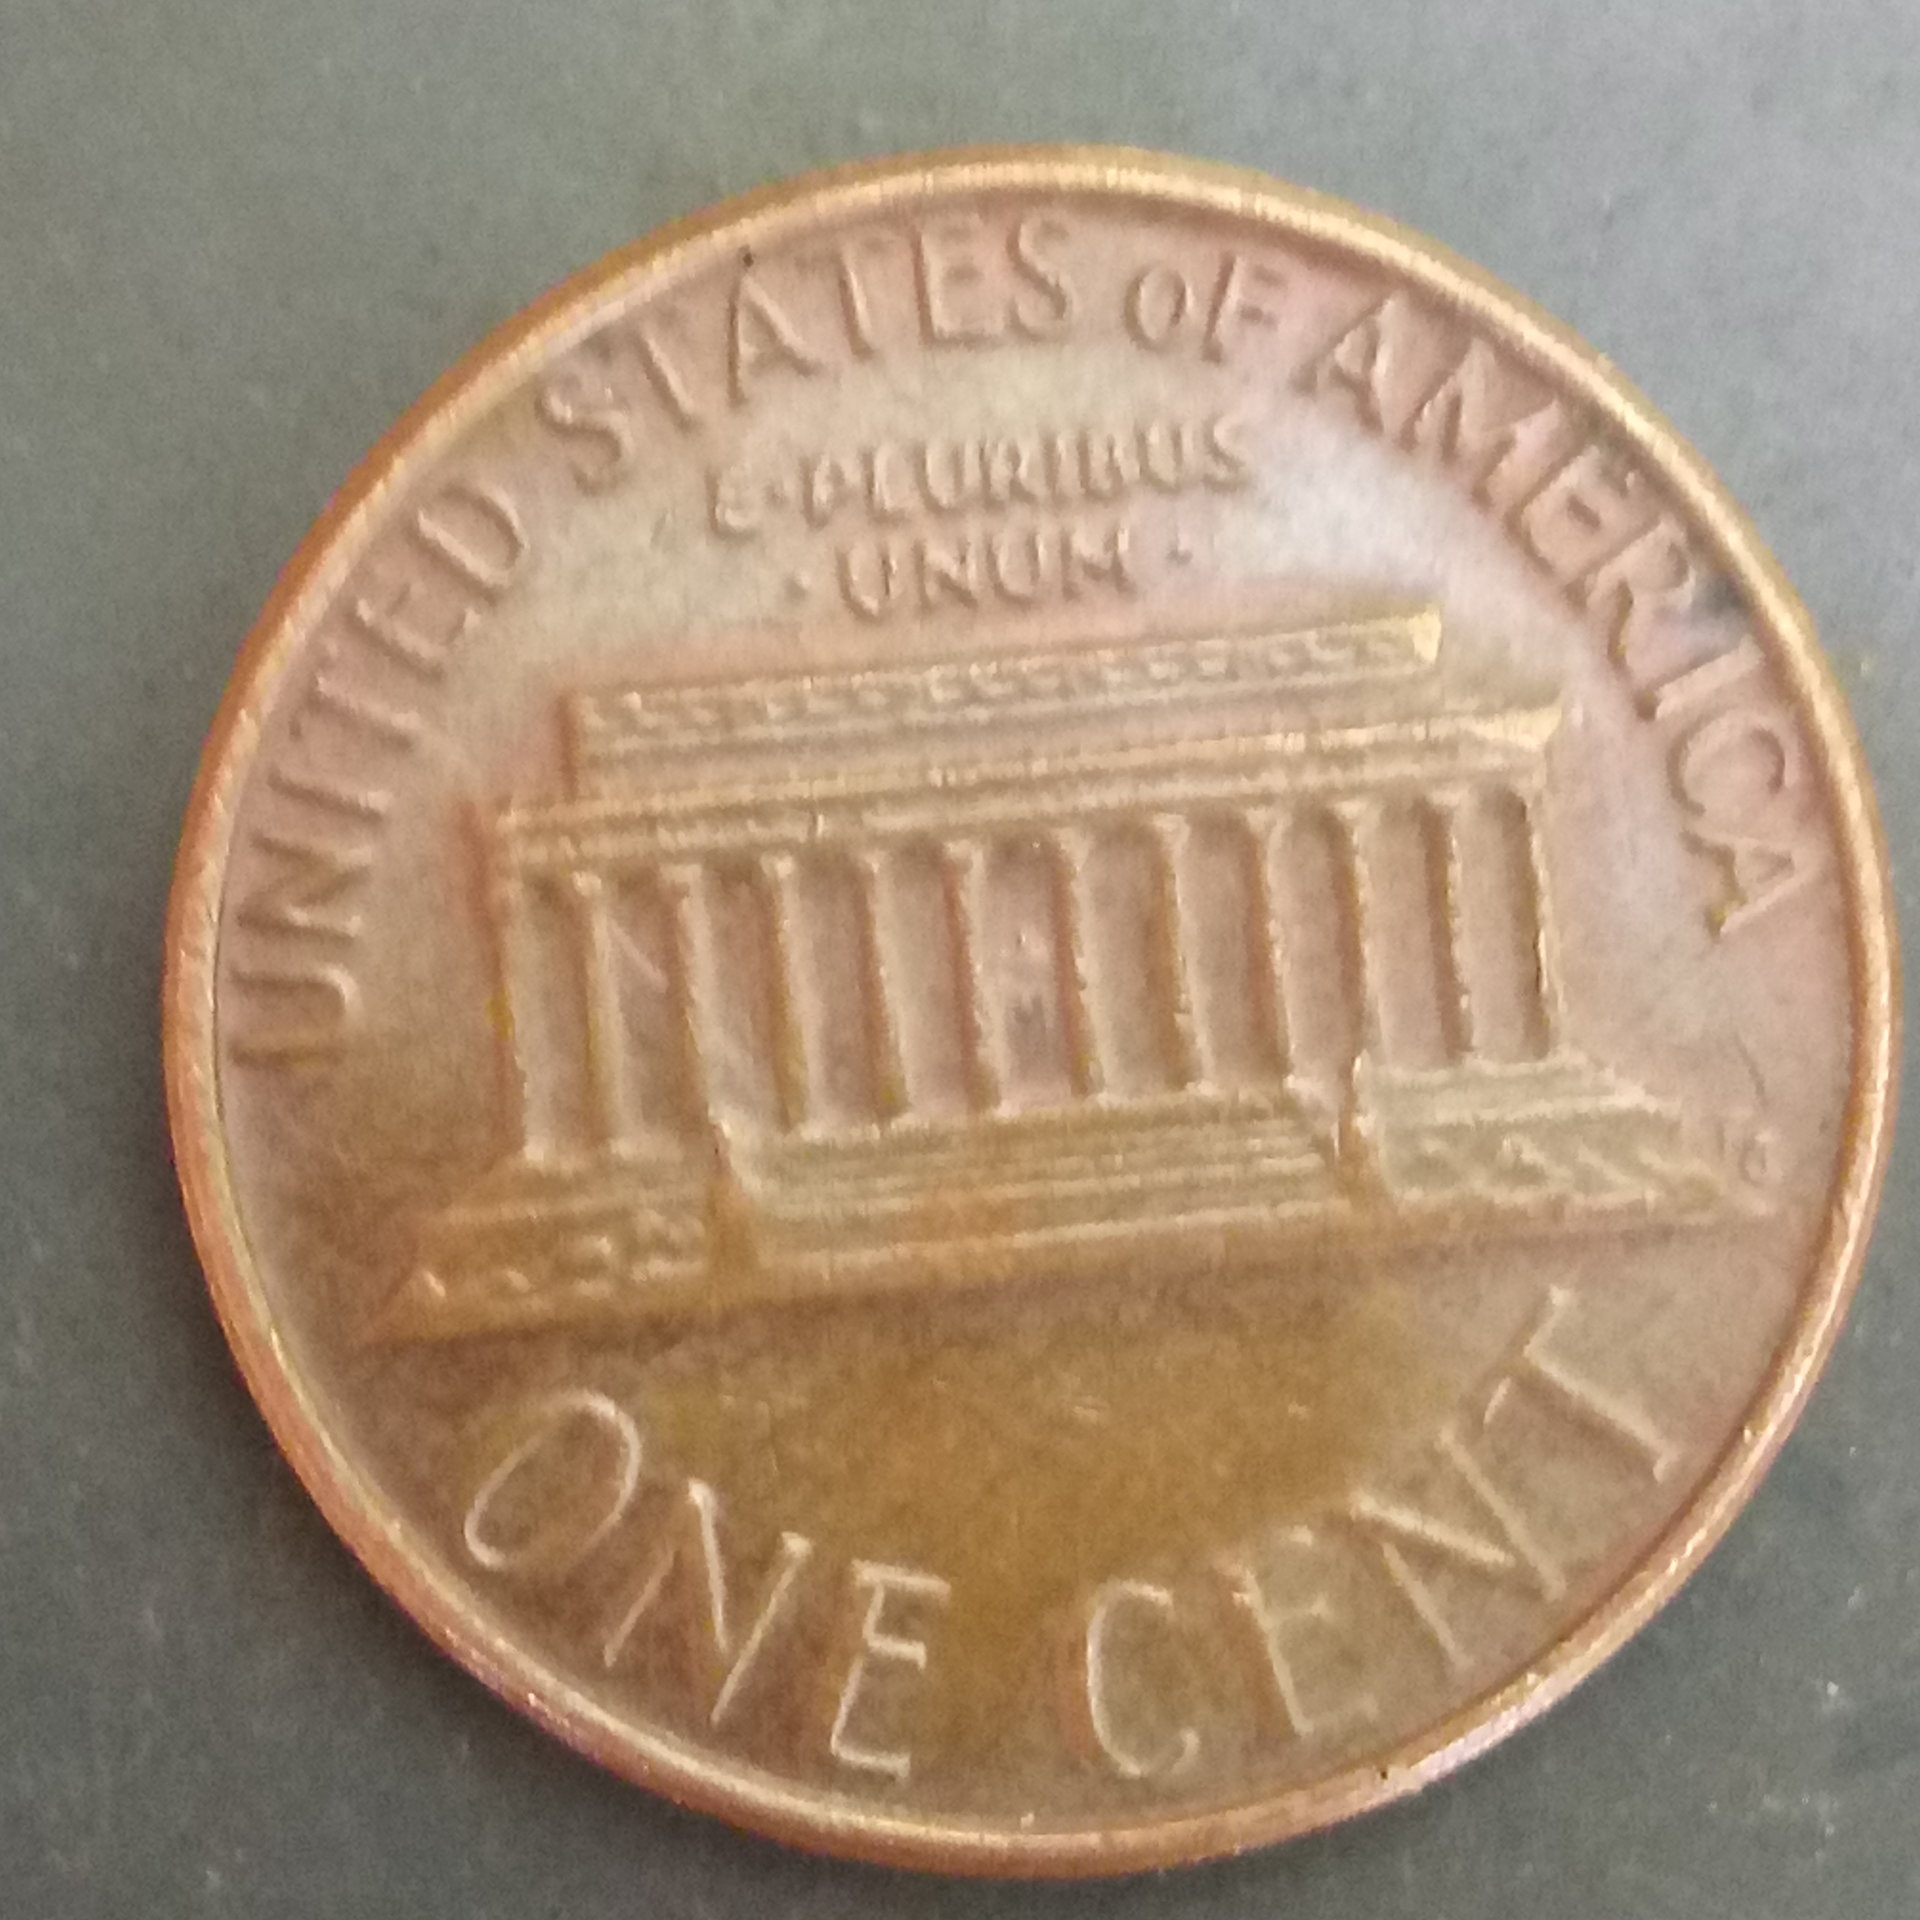 UNITED STATES OF AMERICA
E·PLURIBUS
·UNUM·
ONE CENT